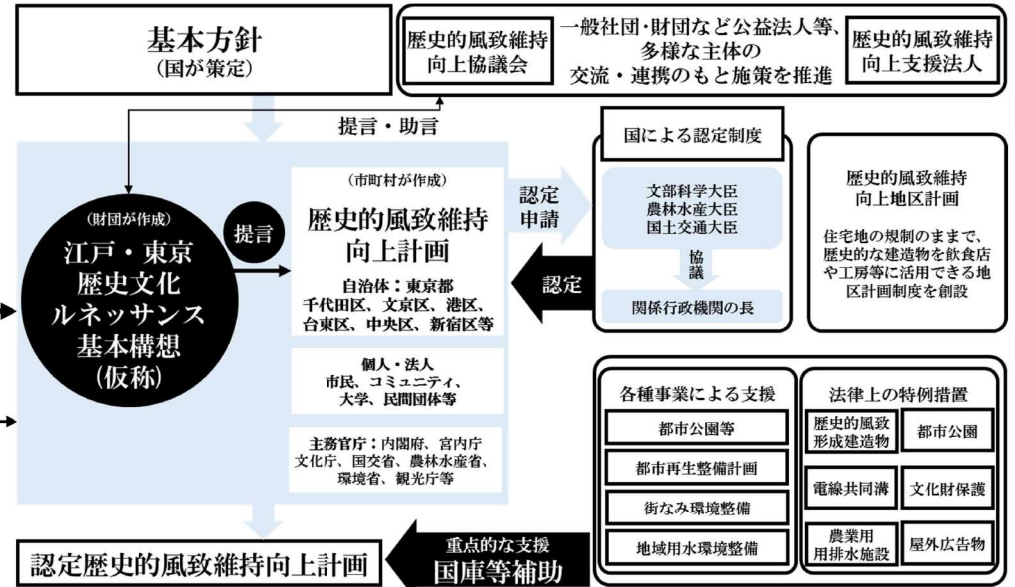 基本方針
(国が策定)
歴史的風致維持
向上協議会
一般社団・財団など公益法人等、
多様な主体の
交流・連携のもと施策を推進
歴史的風致維持
向上支援法人
提言・助言
(財団が作成)
江戸・東京
歴史文化
ルネッサンス
基本構想
(仮称)
提言
(市町村が作成)
歴史的風致維持
向上計画
自治体：東京都
千代田区、文京区、港区、
台東区、中央区、新宿区等
個人・法人
市民、コミュニティ、
大学、民間団体等
主務官庁：内閣府、宮内庁
文化庁、国交省、農林水産省、
環境省、観光庁等
認定
申請
認定
国による認定制度
文部科学大臣
農林水産大臣
国土交通大臣
協議
関係行政機関の長
歴史的風致維持
向上地区計画
住宅地の規制のままで、
歴史的な建造物を飲食店
や工房等に活用できる地
区計画制度を創設
各種事業による支援
都市公園等
都市再生整備計画
街なみ環境整備
地域用水環境整備
法律上の特例措置
歴史的風致
形成建造物
都市公園
電線共同溝
文化財保護
農業用
用排水施設
屋外広告物
重点的な支援
国庫等補助
認定歴史的風致維持向上計画